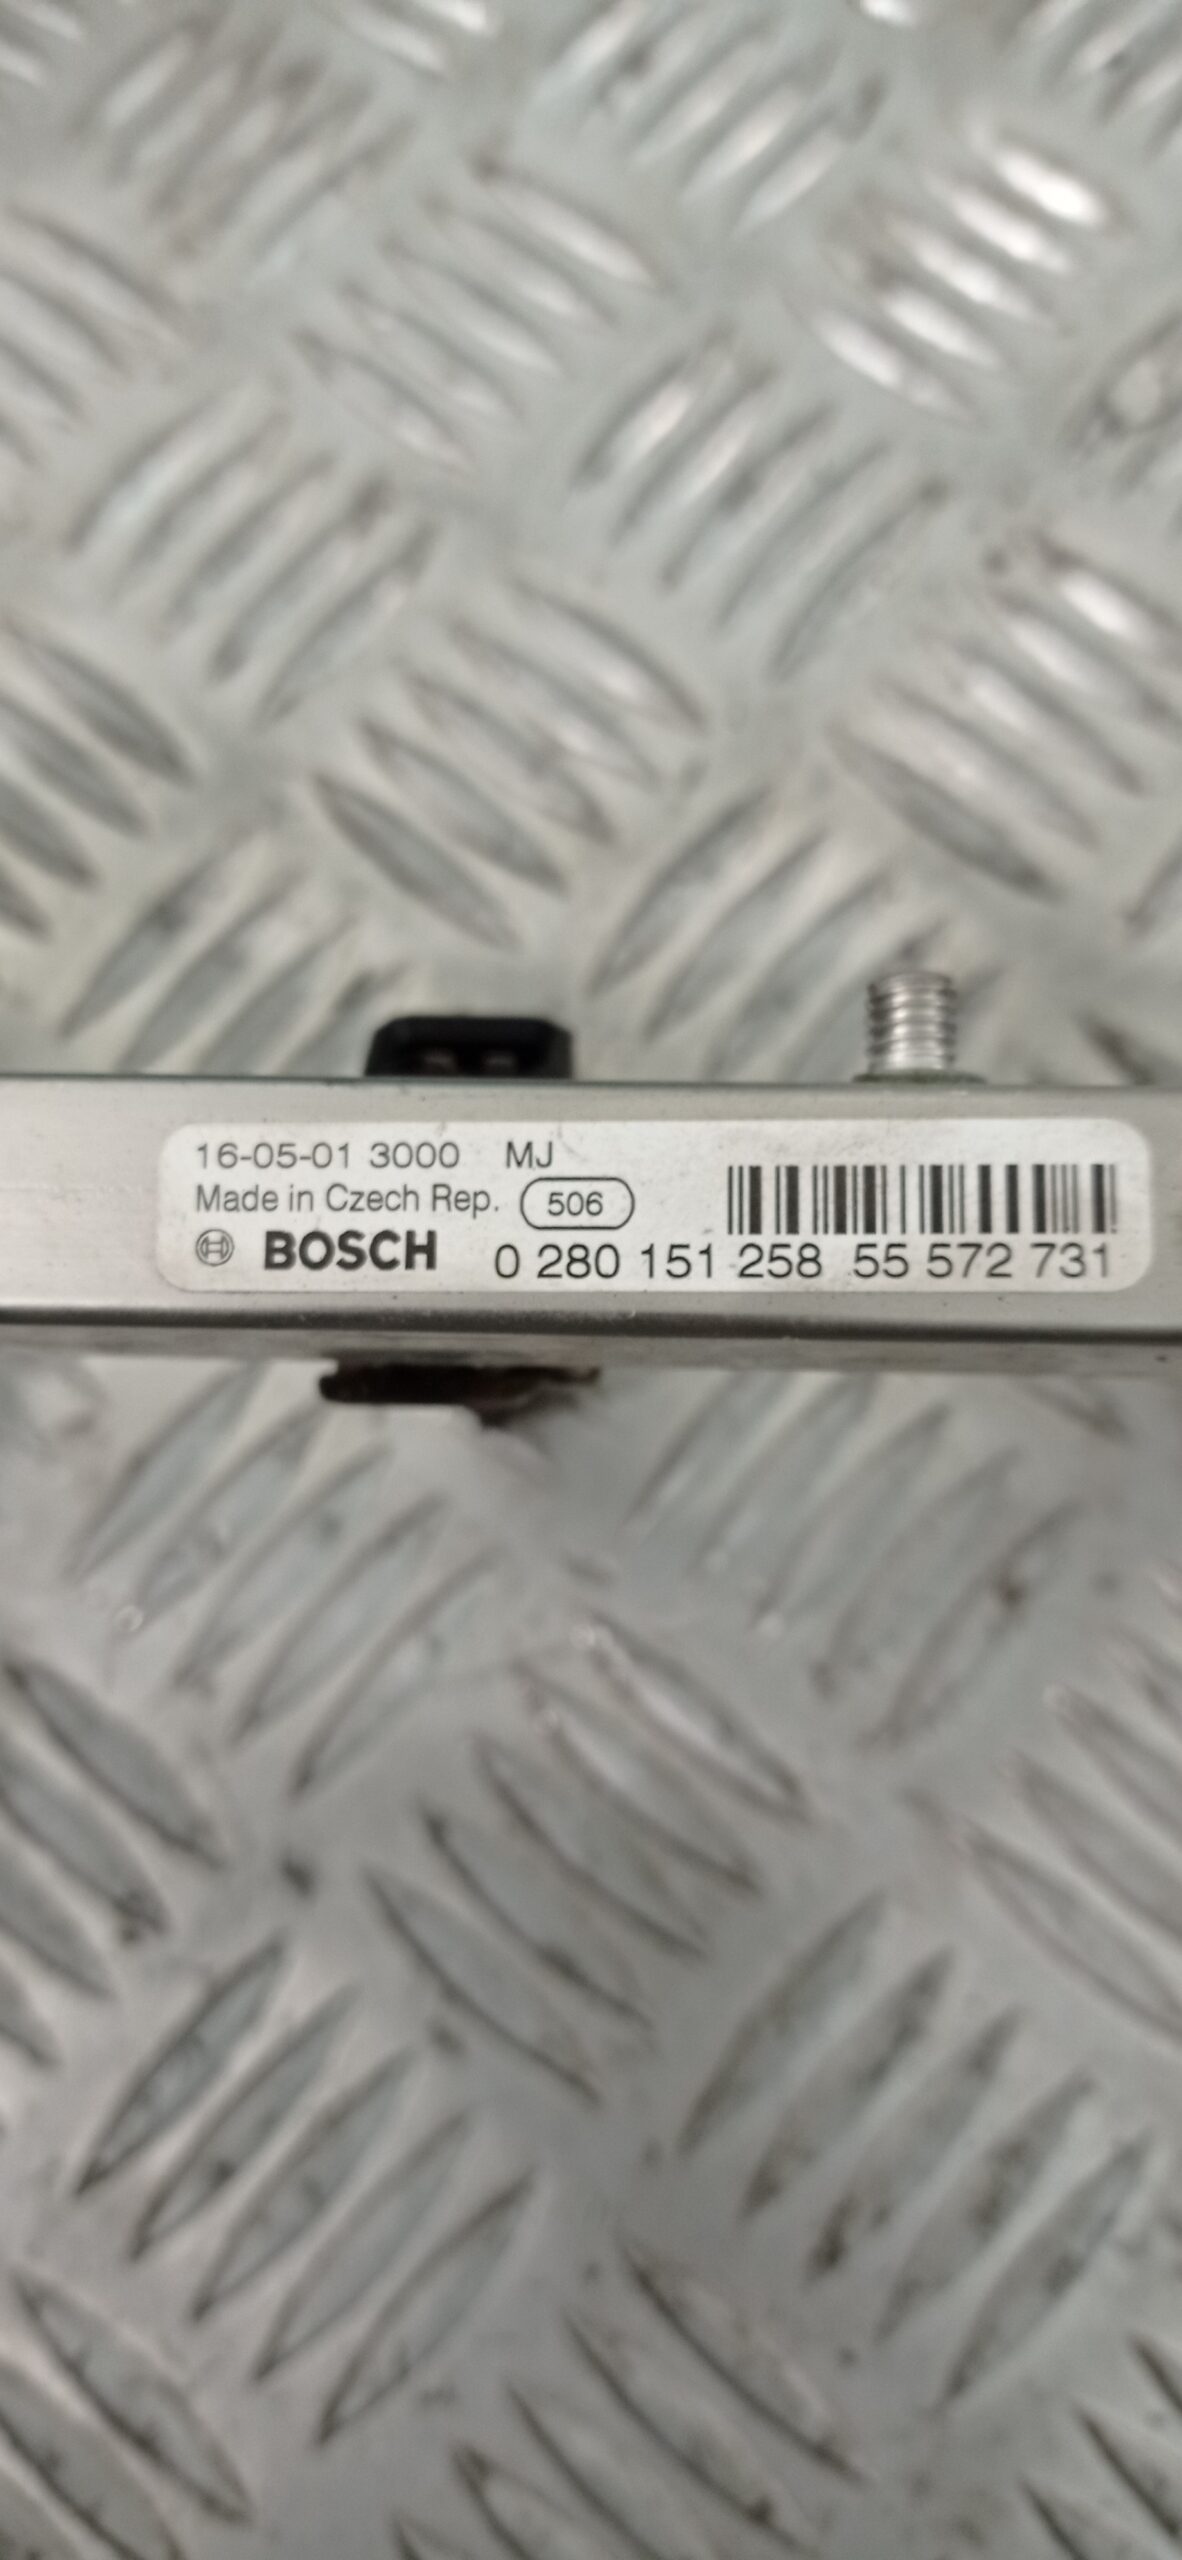 16-05-01 3000 MJ
Made in Czech Rep. 506
BOSCH 0 280 151 258 55 572 731